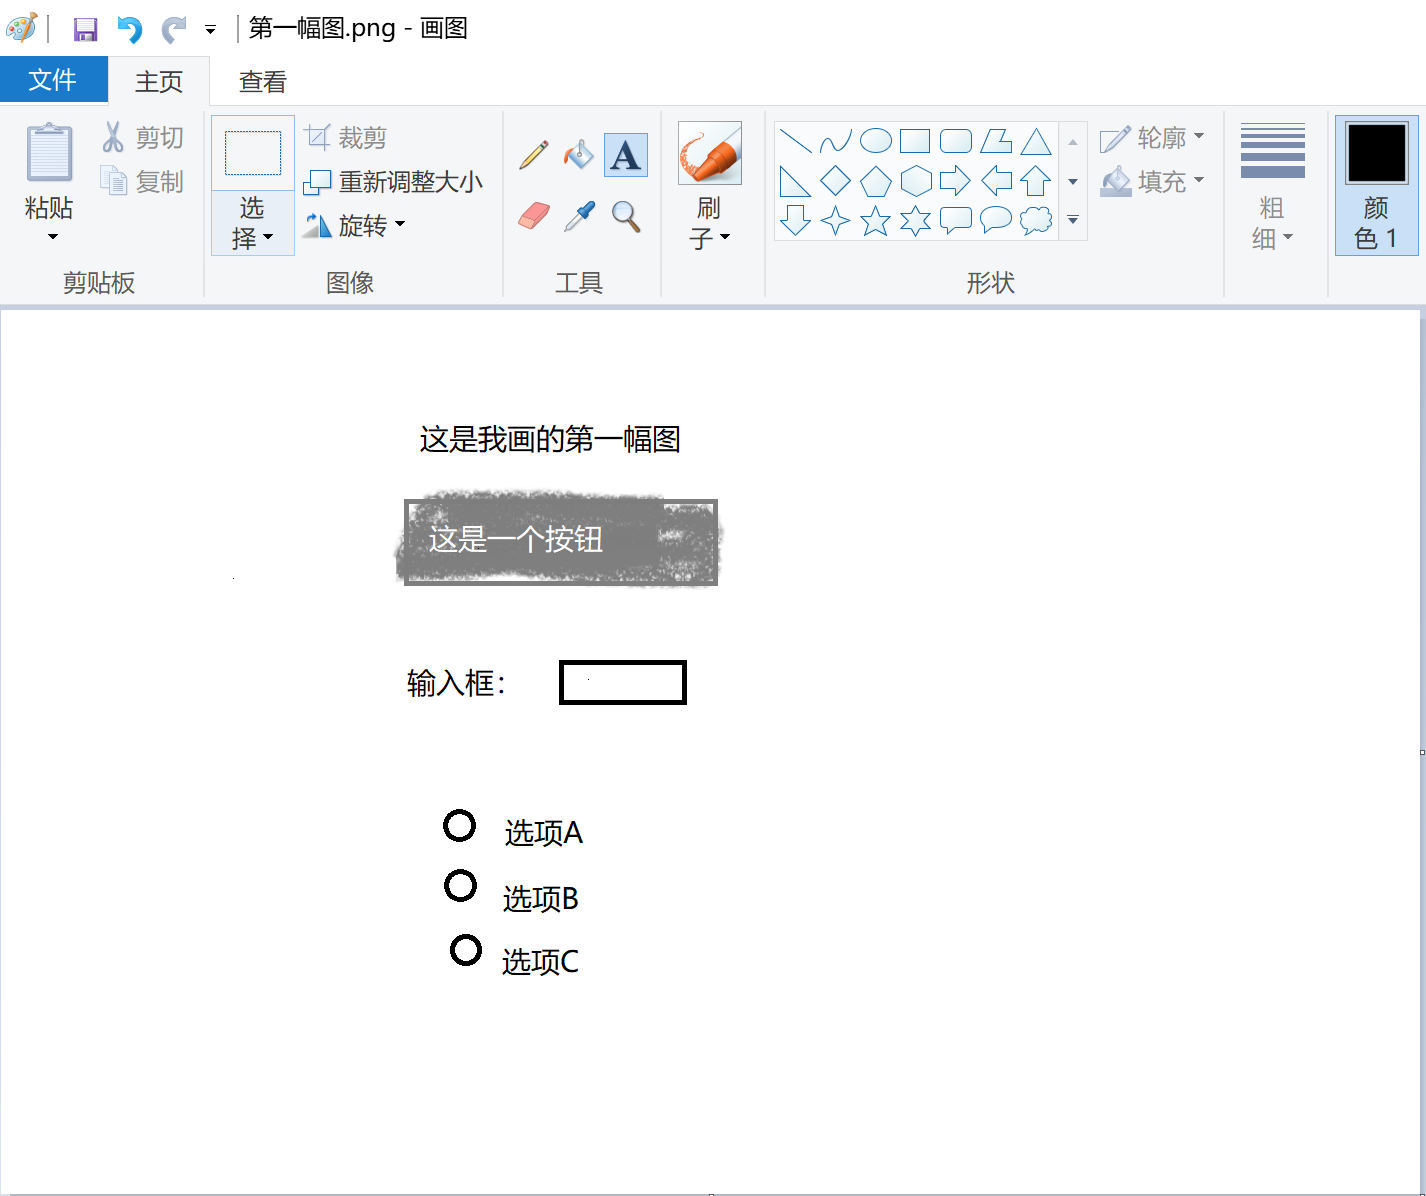 第一幅图.png - 画图
文件 主页 查看
粘贴
剪切
复制
剪贴板
选择
裁剪
重新调整大小
旋转
图像
A
工具
刷子
形状
轮廓
填充
粗细
颜色 1
这是我画的第一幅图
这是一个按钮
输入框：
选项A
选项B
选项C